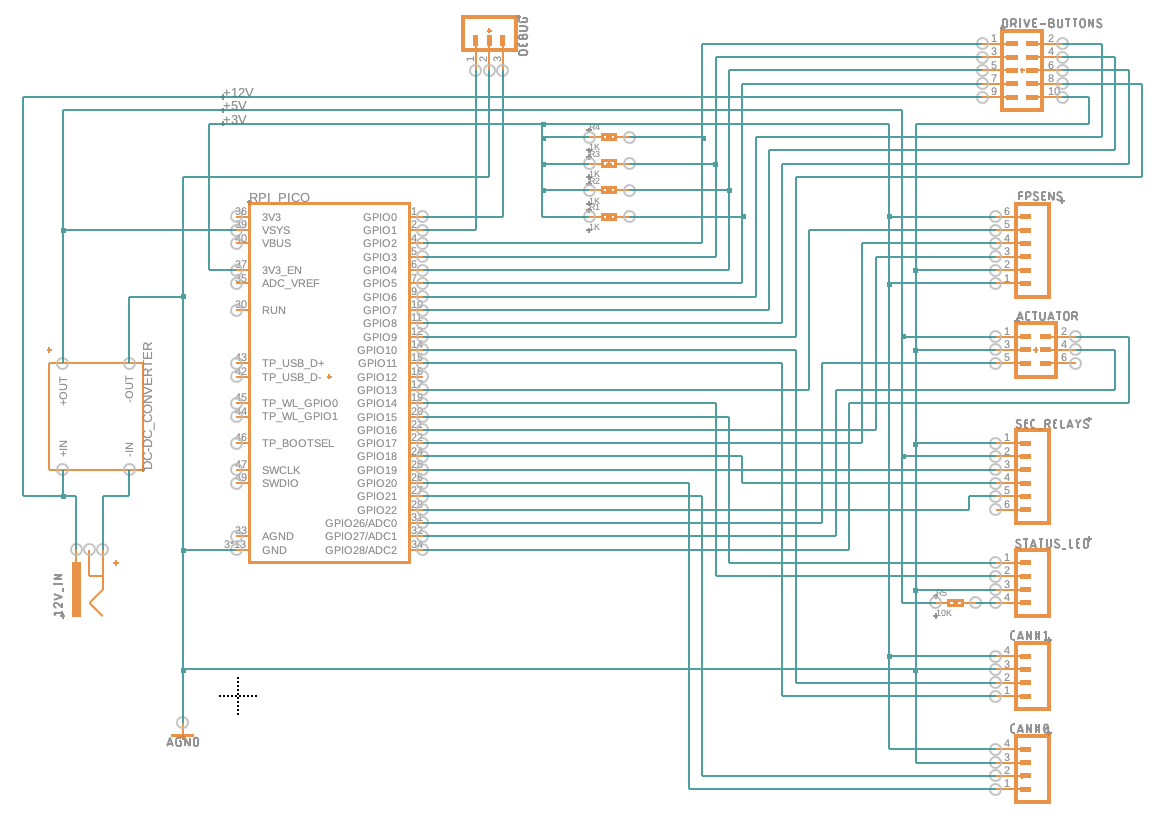 DEBUG
1 2 3
DRIVE-BUTTONS
1 2
3 4
5 6
7 8
9 10
+12V
+5V
+3V
R4
1K
R3
1K
R2
1K
R1
1K
RPI_PICO
36 3V3 GPIO0 1
39 VSYS GPIO1 2
40 VBUS GPIO2 4
GPIO3 5
37 3V3_EN GPIO4 6
35 ADC_VREF GPIO5 7
GPIO6 9
30 RUN GPIO7 10
GPIO8 11
GPIO9 12
GPIO10 14
43 TP_USB_D+ GPIO11 15
42 TP_USB_D- GPIO12 16
GPIO13 17
45 TP_WL_GPIO0 GPIO14 19
44 TP_WL_GPIO1 GPIO15 20
GPIO16 21
46 TP_BOOTSEL GPIO17 22
GPIO18 24
47 SWCLK GPIO19 25
49 SWDIO GPIO20 26
GPIO21 27
GPIO22 29
GPIO26/ADC0 31
33 AGND GPIO27/ADC1 32
3*13 GND GPIO28/ADC2 34
FPSENS
6
5
4
3
2
1
ACTUATOR
1 2
3 4
5 6
SEC_RELAYS
1
2
3
4
5
6
STATUS_LED
1
2
3
4
R5
10K
CANH1
4
3
2
1
CANH0
4
3
2
1
DC-DC_CONVERTER
+OUT
-OUT
+IN
-IN
12V_IN
AGND